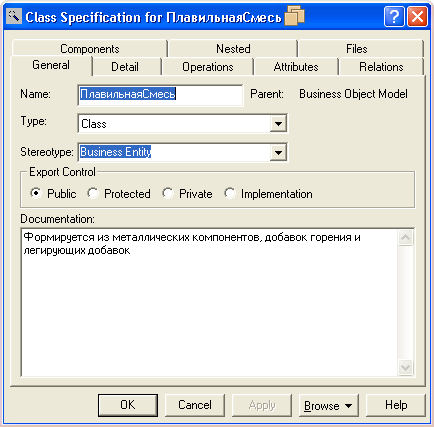 Class Specification for ПлавильнаяСмесь
Components Nested Files
General Detail Operations Attributes Relations
Name: ПлавильнаяСмесь Parent: Business Object Model
Type: Class
Stereotype: Business Entity
Export Control
Public Protected Private Implementation
Documentation:
Формируется из металлических компонентов, добавок горения и
легирующих добавок
OK Cancel Apply Browse Help